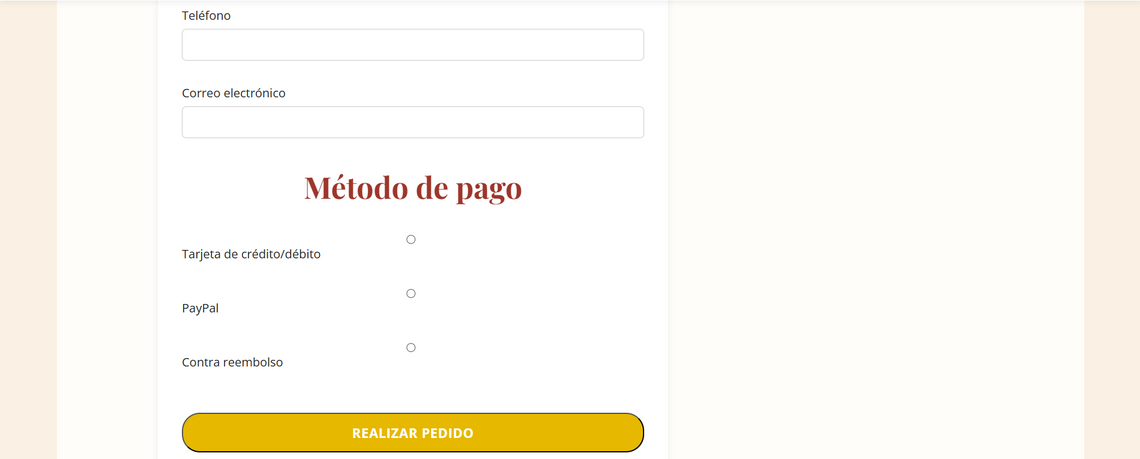 Teléfono
Correo electrónico
Método de pago
Tarjeta de crédito/débito
PayPal
Contra reembolso
REALIZAR PEDIDO